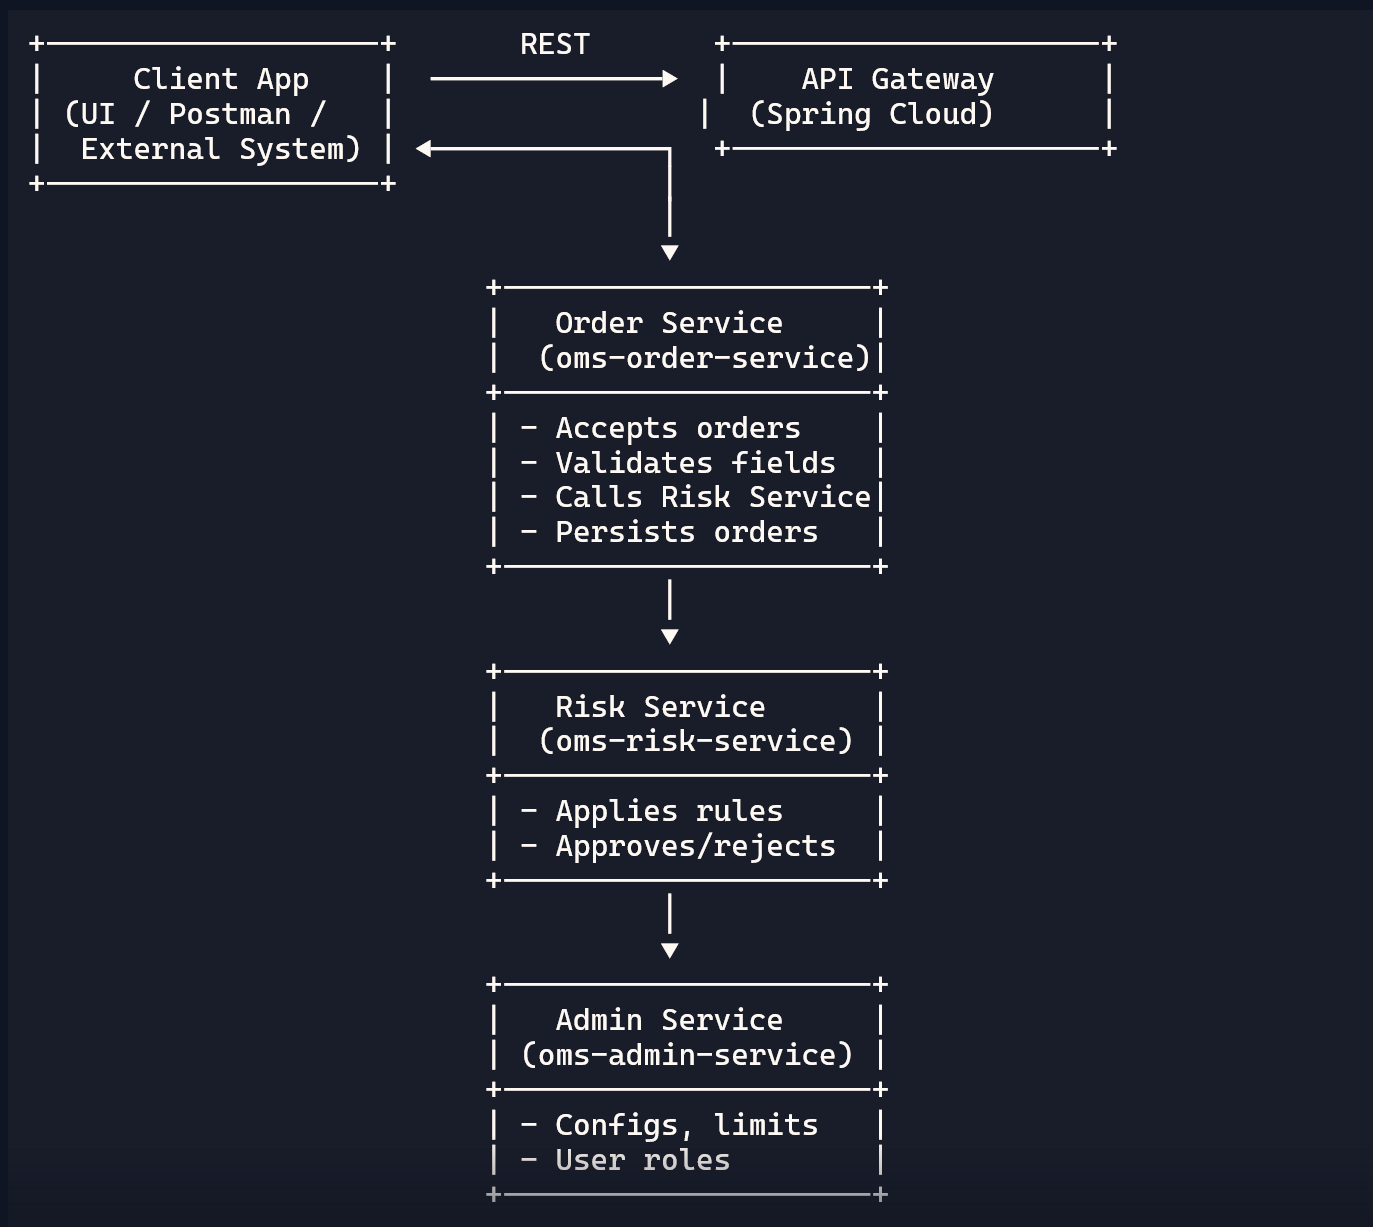 REST
Client App
(UI / Postman /
External System)
API Gateway
(Spring Cloud)
Order Service
(oms-order-service)
- Accepts orders
- Validates fields
- Calls Risk Service
- Persists orders
Risk Service
(oms-risk-service)
- Applies rules
- Approves/rejects
Admin Service
(oms-admin-service)
- Configs, limits
- User roles